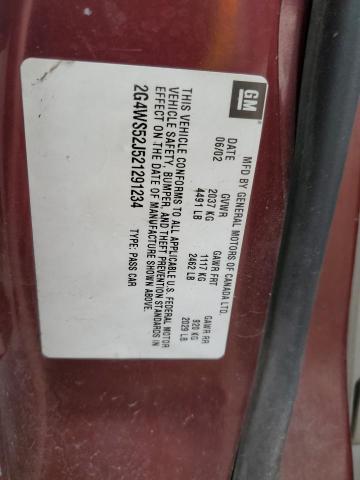 GM
MFD BY GENERAL MOTORS OF CANADA LTD.
DATE GVWR GAWR FRT GAWR RR
06/02 2037 KG 1117 KG 920 KG
4491 LB 2462 LB 2029 LB
THIS VEHICLE CONFORMS TO ALL APPLICABLE U.S. FEDERAL MOTOR
VEHICLE SAFETY, BUMPER, AND THEFT PREVENTION STANDARDS IN
EFFECT ON THE DATE OF MANUFACTURE SHOWN ABOVE.
2G4WS52J521291234 TYPE: PASS CAR